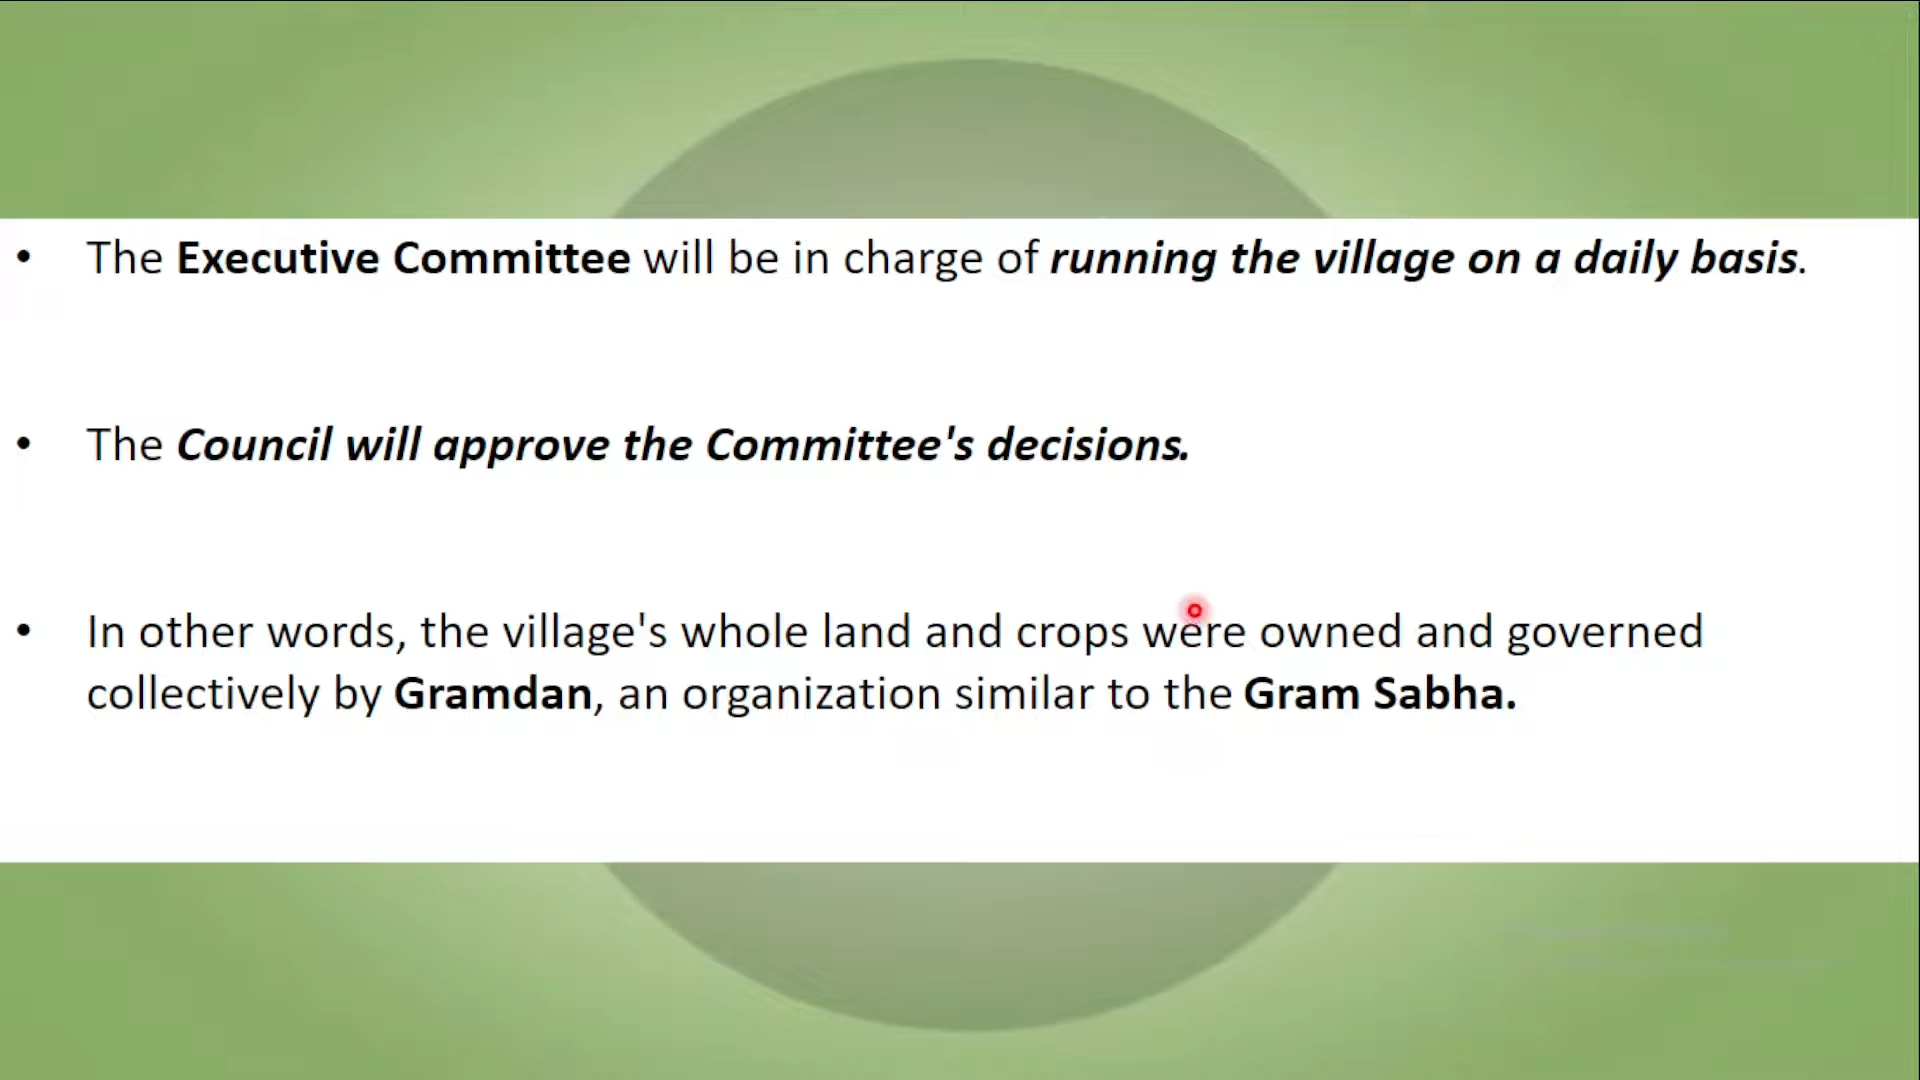 • The Executive Committee will be in charge of running the village on a daily basis.
• The Council will approve the Committee's decisions.
• In other words, the village's whole land and crops were owned and governed
collectively by Gramdan, an organization similar to the Gram Sabha.